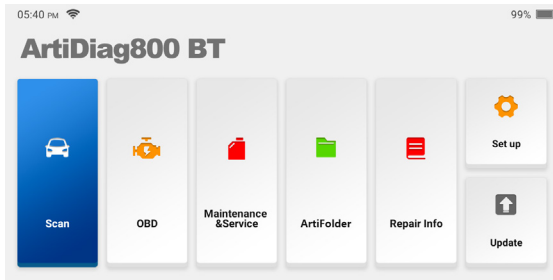 05:40 PM
99%
ArtiDiag800 BT
Scan
OBD
Maintenance
&Service
ArtiFolder
Repair Info
Set up
Update